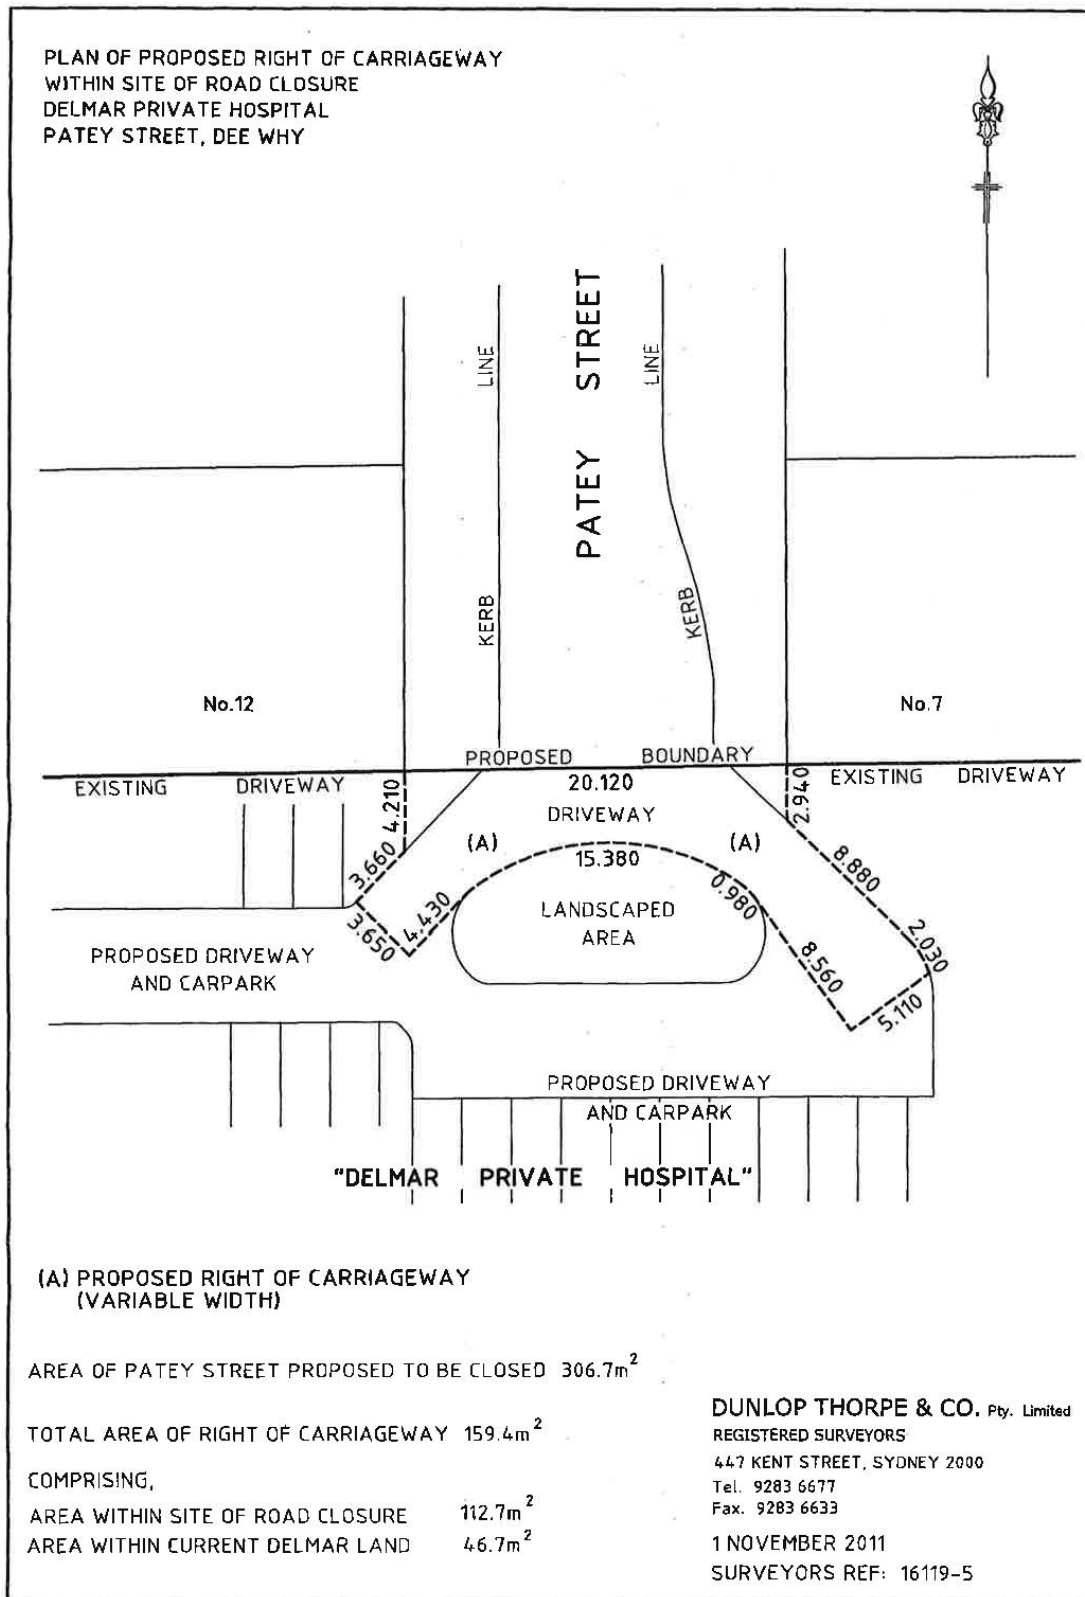 PLAN OF PROPOSED RIGHT OF CARRIAGEWAY
WITHIN SITE OF ROAD CLOSURE
DELMAR PRIVATE HOSPITAL
PATEY STREET, DEE WHY
PATEY STREET
LINE
KERB
LINE
KERB
No.12
No.7
PROPOSED BOUNDARY
EXISTING DRIVEWAY
20.120
EXISTING DRIVEWAY
4.210
2.940
DRIVEWAY
(A)
(A)
15.380
3.660
8.880
0.980
4.430
3.650
LANDSCAPED
AREA
2.030
8.560
5.110
PROPOSED DRIVEWAY
AND CARPARK
PROPOSED DRIVEWAY
AND CARPARK
"DELMAR PRIVATE HOSPITAL"
(A) PROPOSED RIGHT OF CARRIAGEWAY
(VARIABLE WIDTH)
AREA OF PATEY STREET PROPOSED TO BE CLOSED 306.7m²
TOTAL AREA OF RIGHT OF CARRIAGEWAY 159.4m²
COMPRISING,
AREA WITHIN SITE OF ROAD CLOSURE 112.7m²
AREA WITHIN CURRENT DELMAR LAND 46.7m²
DUNLOP THORPE & CO. Pty. Limited
REGISTERED SURVEYORS
447 KENT STREET, SYDNEY 2000
Tel. 9283 6677
Fax. 9283 6633
1 NOVEMBER 2011
SURVEYORS REF: 16119-5